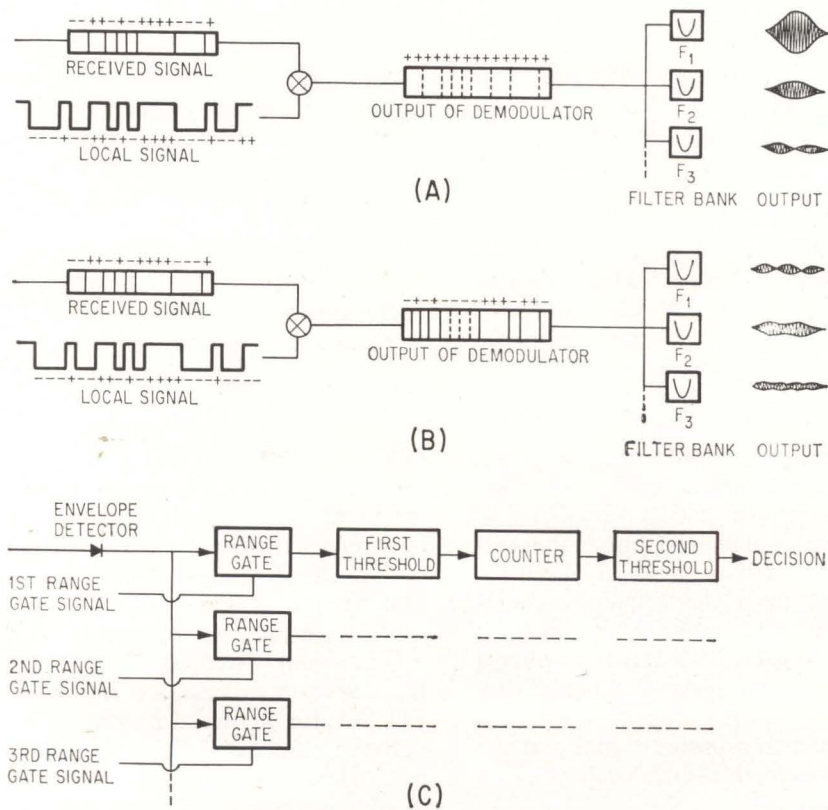 --++-+-++++---+
RECEIVED SIGNAL
----+--++-+-++++---+--++
LOCAL SIGNAL
+++++++++++++++
OUTPUT OF DEMODULATOR
F1
F2
F3
(A)
FILTER BANK OUTPUT
RECEIVED SIGNAL
LOCAL SIGNAL
OUTPUT OF DEMODULATOR
F1
F2
F3
(B)
FILTER BANK OUTPUT
ENVELOPE
DETECTOR
RANGE
GATE
FIRST
THRESHOLD
COUNTER
SECOND
THRESHOLD
DECISION
1ST RANGE
GATE SIGNAL
RANGE
GATE
2ND RANGE
GATE SIGNAL
RANGE
GATE
3RD RANGE
GATE SIGNAL
(C)